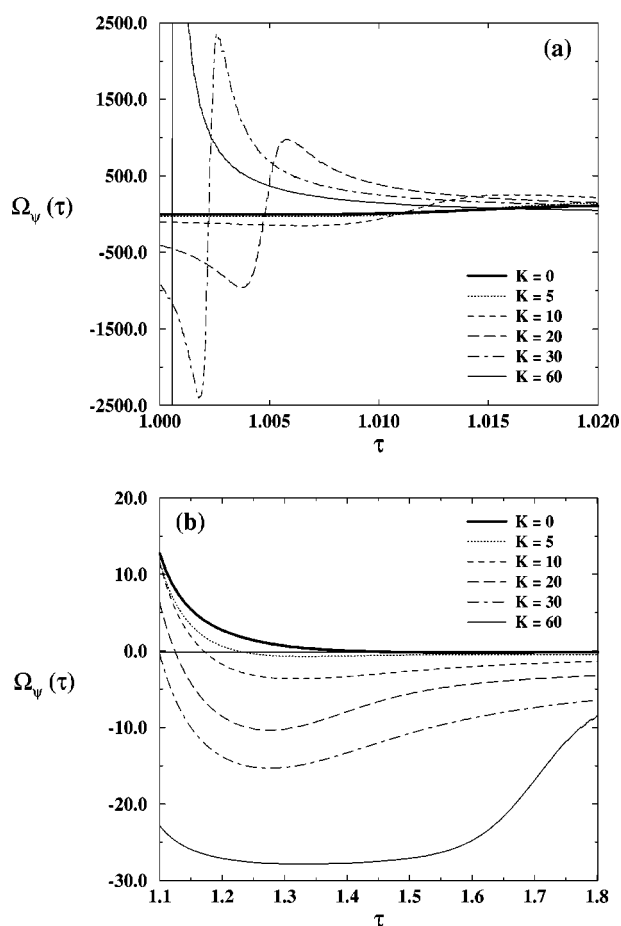 2500.0
(a)
1500.0
500.0
Ωψ (τ)
-500.0
K = 0
K = 5
K = 10
-1500.0
K = 20
K = 30
K = 60
-2500.0
1.000 1.005 1.010 1.015 1.020
τ
20.0
(b)
K = 0
K = 5
10.0
K = 10
K = 20
K = 30
K = 60
0.0
Ωψ (τ)
-10.0
-20.0
-30.0
1.1 1.2 1.3 1.4 1.5 1.6 1.7 1.8
τ